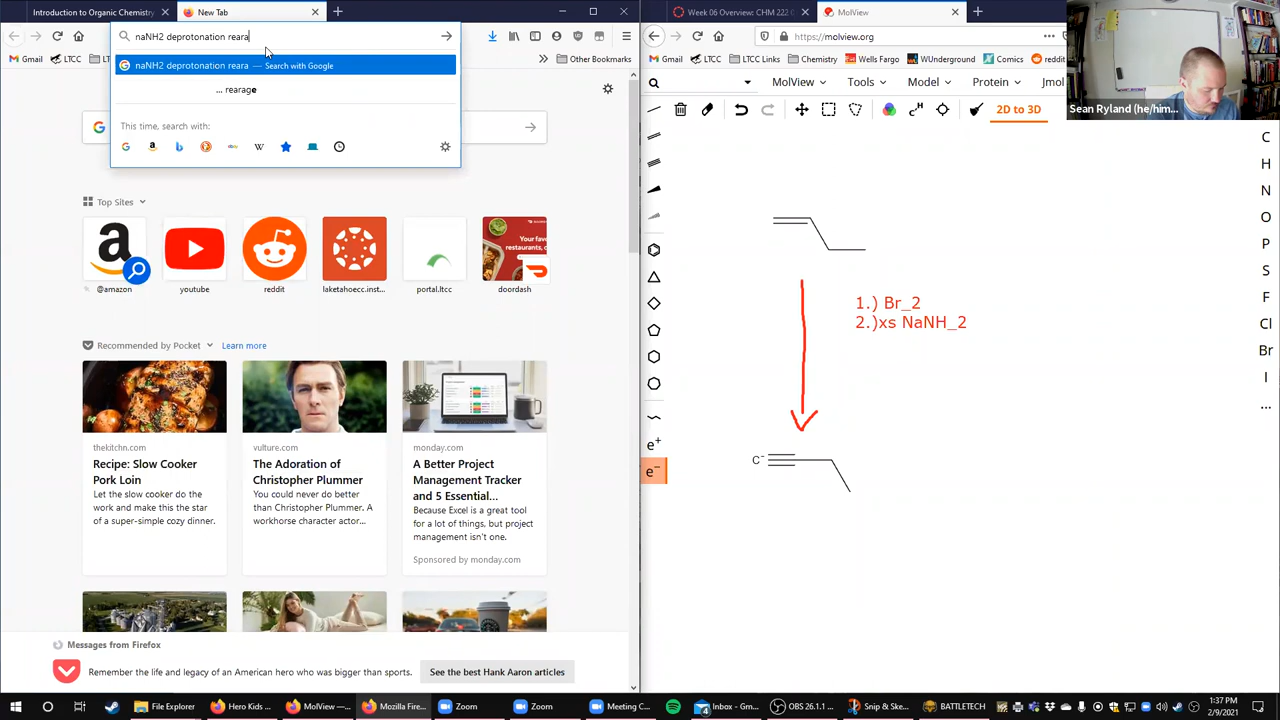 Introduction to Organic Chemistry
New Tab
Week 06 Overview: CHM 222 C
MolView
naNH2 deprotonation reara
https://molview.org
Gmail
LTCC
Other Bookmarks
Gmail
LTCC
LTCC Links
Chemistry
Wells Fargo
WUnderground
Comics
reddit
naNH2 deprotonation reara — Search with Google
... rearage
This time, search with:
MolView
Tools
Model
Protein
Jmol
Sean Ryland (he/him...
2D to 3D
C
H
N
O
P
S
F
Cl
Br
I
...
Top Sites
@amazon
youtube
reddit
laketahoecc.inst...
portal.ltcc
doordash
Your fav
restaurants,
1.) Br_2
2.)xs NaNH_2
Recommended by Pocket
Learn more
thekitchn.com
Recipe: Slow Cooker
Pork Loin
Let the slow cooker do the
work and make this the star
of a super-simple cozy dinner.
vulture.com
The Adoration of
Christopher Plummer
You could never do better
than Christopher Plummer. A
workhorse character actor...
monday.com
A Better Project
Management Tracker
and 5 Essential...
Because Excel is a great tool
for a lot of things, but project
management isn't one.
Sponsored by monday.com
e+
e−
C-
Messages from Firefox
Remember the life and legacy of an American hero who was bigger than sports.
See the best Hank Aaron articles
File Explorer
Hero Kids ...
MolView —...
Mozilla Fire...
Zoom
Zoom
Meeting C...
Inbox - Gm...
OBS 26.1.1 ...
Snip & Ske...
BATTLETECH
1:37 PM
2/9/2021